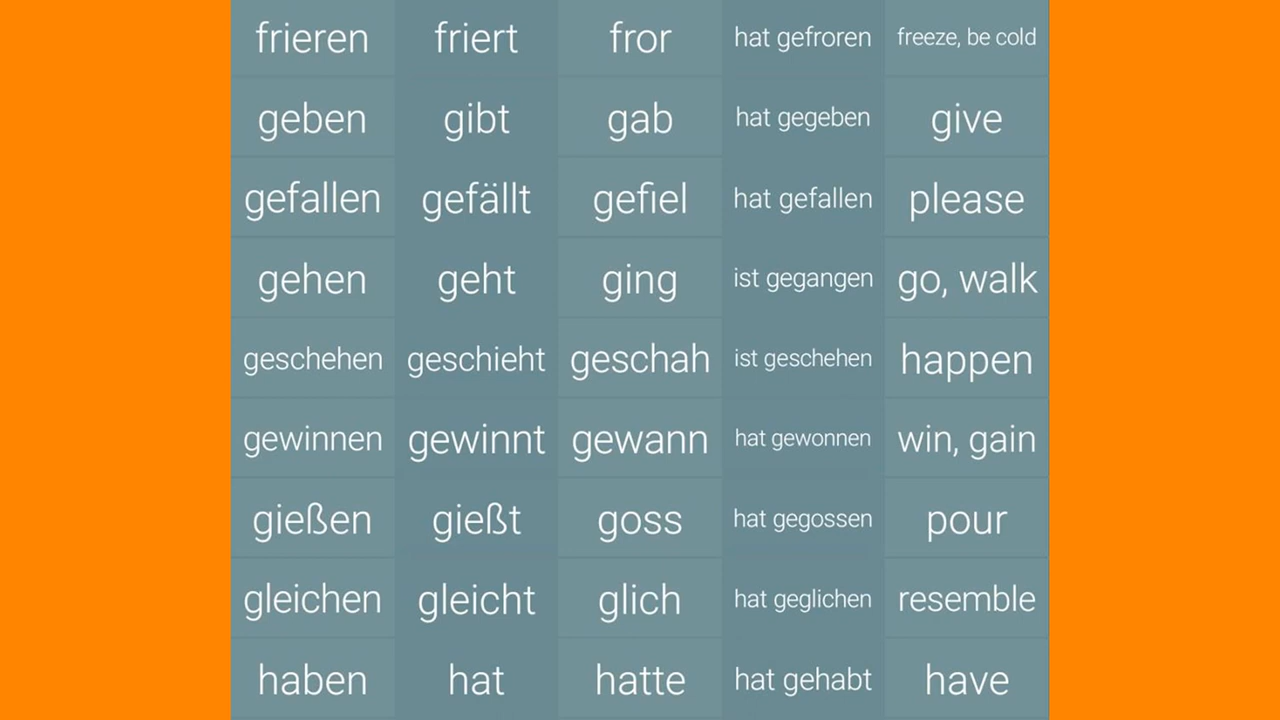 frieren friert fror hat gefroren freeze, be cold
geben gibt gab hat gegeben give
gefallen gefällt gefiel hat gefallen please
gehen geht ging ist gegangen go, walk
geschehen geschieht geschah ist geschehen happen
gewinnen gewinnt gewann hat gewonnen win, gain
gießen gießt goss hat gegossen pour
gleichen gleicht glich hat geglichen resemble
haben hat hatte hat gehabt have